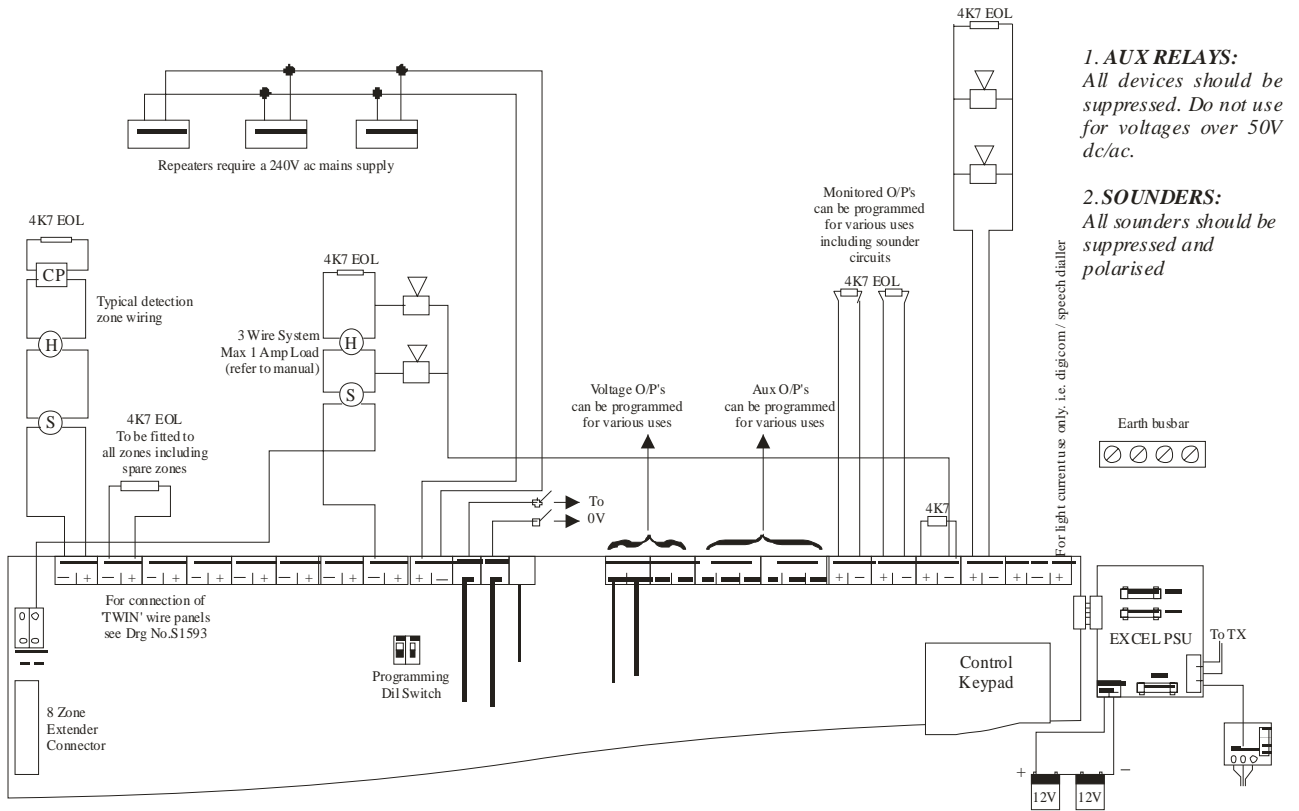 4K7 EOL
1. AUX RELAYS:
All devices should be
suppressed. Do not use
for voltages over 50V
dc/ac.
2. SOUNDERS:
All sounders should be
suppressed and
polarised
Repeaters require a 240V ac mains supply
Monitored O/P's
can be programmed
for various uses
including sounder
circuits
4K7 EOL
4K7 EOL
CP
Typical detection
zone wiring
H
S
4K7 EOL
3 Wire System
Max 1 Amp Load
(refer to manual)
H
S
4K7 EOL
To be fitted to
all zones including
spare zones
Voltage O/P's
can be programmed
for various uses
Aux O/P's
can be programmed
for various uses
For light current use only. i.e. digicom / speech dialler
Earth busbar
To
0V
4K7
− + − + − + − + − + − + − + − + + −
+ − + − + − + − + − − +
For connection of
'TWIN' wire panels
see Drg No.S1593
Programming
Dil Switch
8 Zone
Extender
Connector
Control
Keypad
EXCEL PSU
To TX
+ −
12V 12V